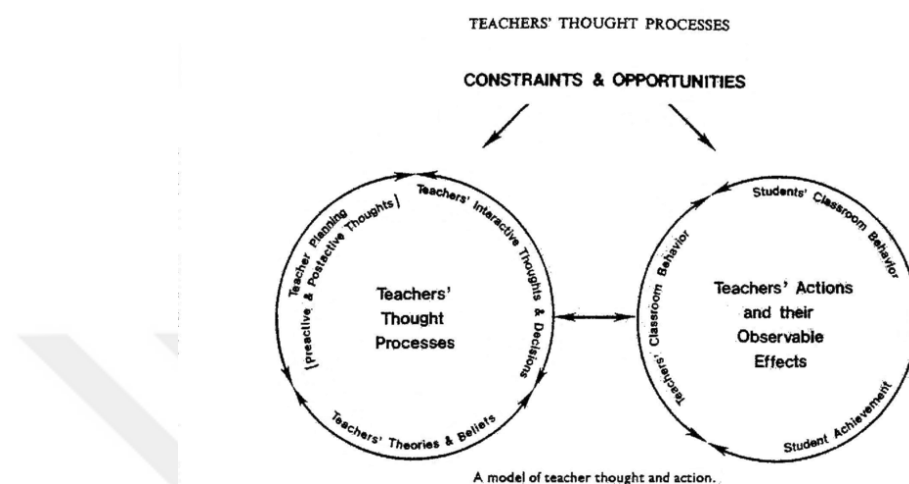 TEACHERS' THOUGHT PROCESSES
CONSTRAINTS & OPPORTUNITIES
Teacher Planning
[Preactive & Postactive Thoughts]
Teachers' Interactive Thoughts & Decisions
Teachers' Theories & Beliefs
Teachers'
Thought
Processes
Students' Classroom Behavior
Teachers' Classroom Behavior
Student Achievement
Teachers' Actions
and their
Observable
Effects
A model of teacher thought and action.